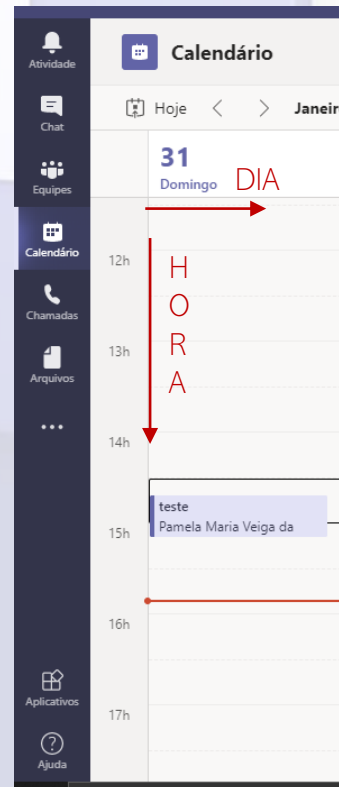 Atividade
Chat
Equipes
Calendário
Chamadas
Arquivos
Aplicativos
Ajuda
Calendário
Hoje
Janeir
31
Domingo
DIA
H
O
R
A
12h
13h
14h
teste
Pamela Maria Veiga da
15h
16h
17h